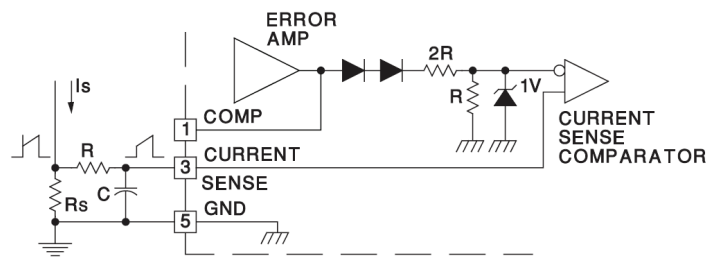 ERROR
AMP
2R
Is
R
1V
1
COMP
CURRENT
SENSE
COMPARATOR
R
3
CURRENT
SENSE
C
Rs
5
GND